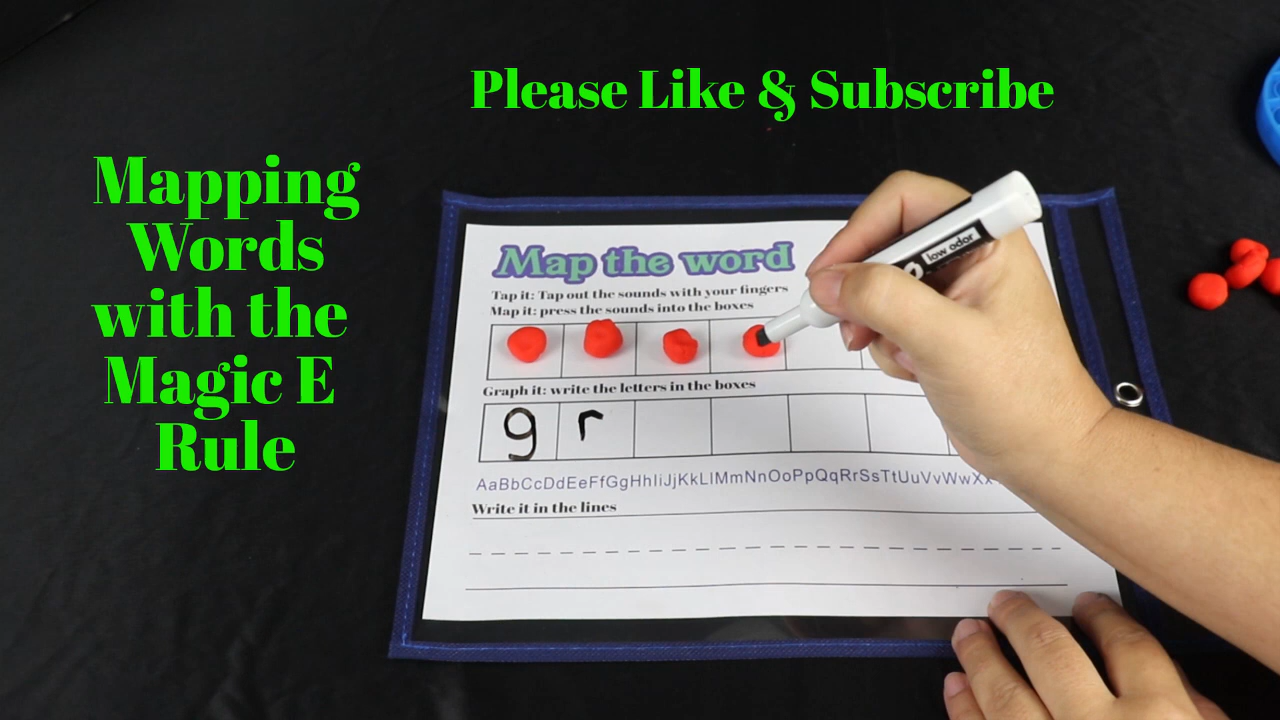 Please Like & Subscribe
Mapping
Words
with the
Magic E
Rule
Map the word
Tap it: Tap out the sounds with your fingers
Map it: press the sounds into the boxes
Graph it: write the letters in the boxes
g r
AaBbCcDdEeFfGgHhIiJjKkLlMmNnOoPpQqRrSsTtUuVvWwXx
Write it in the lines
low odor